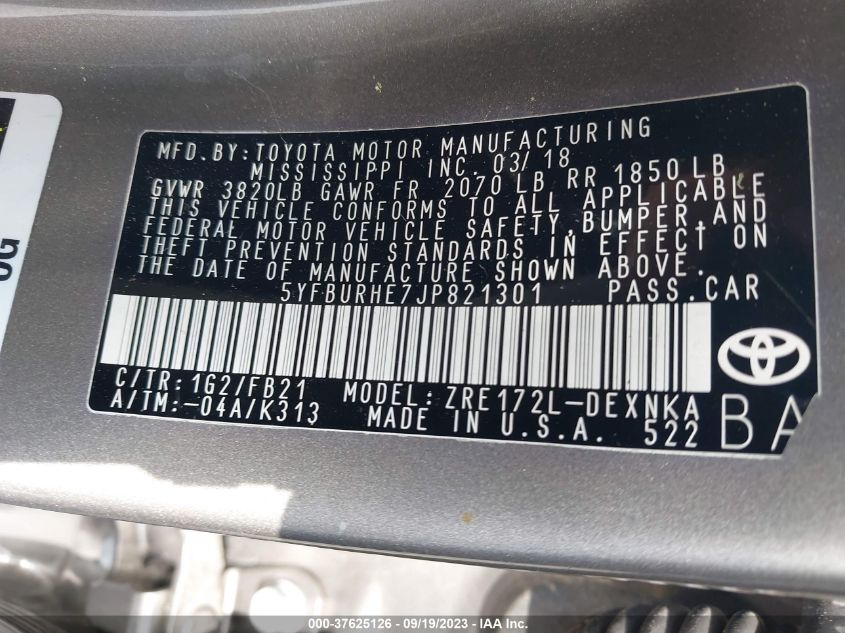 MFD.BY:TOYOTA MOTOR MANUFACTURING
MISSISSIPPI INC. 03/18
GVWR 3820LB GAWR FR 2070 LB RR 1850 LB
THIS VEHICLE CONFORMS TO ALL APPLICABLE
FEDERAL MOTOR VEHICLE SAFETY,BUMPER,AND
THEFT PREVENTION STANDARDS IN EFFECT ON
THE DATE OF MANUFACTURE SHOWN ABOVE.
5YFBURHE7JP821301 PASS.CAR
C/TR:1G2/FB21 MODEL:ZRE172L-DEXNKA
A/TM:-04A/K313 MADE IN U.S.A. 522
BA
000-37625126 - 09/19/2023 - © IAA Inc.